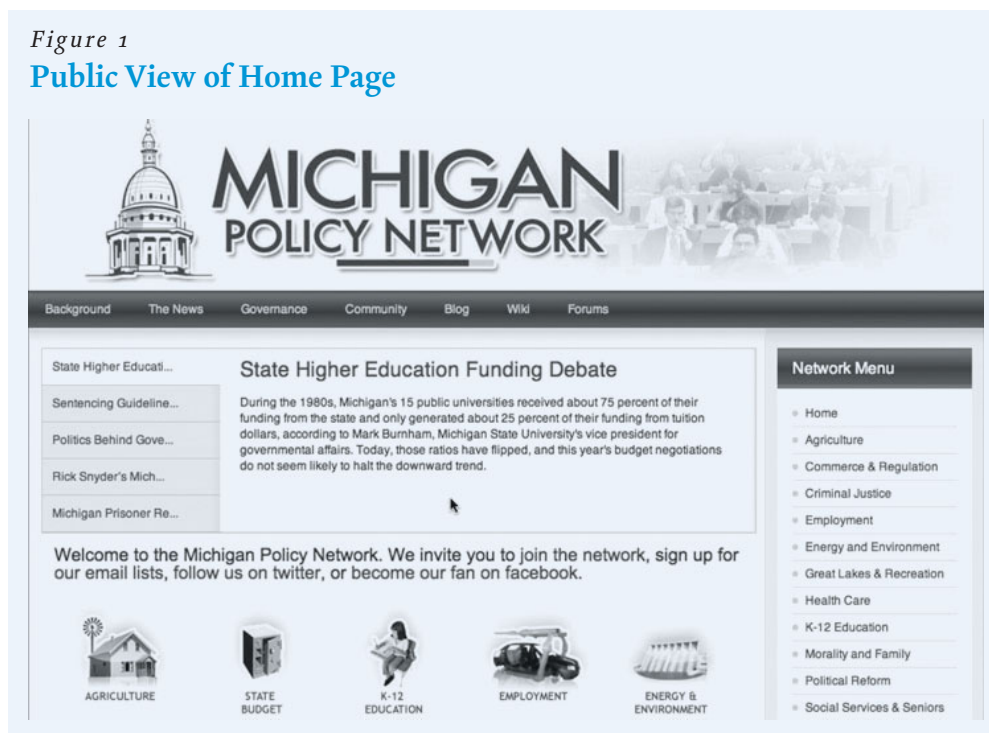 Figure 1
Public View of Home Page
MICHIGAN
POLICY NETWORK
Background The News Governance Community Blog Wiki Forums
State Higher Educati...
Sentencing Guideline...
Politics Behind Gove...
Rick Snyder's Mich...
Michigan Prisoner Re...
State Higher Education Funding Debate
During the 1980s, Michigan's 15 public universities received about 75 percent of their
funding from the state and only generated about 25 percent of their funding from tuition
dollars, according to Mark Burnham, Michigan State University's vice president for
governmental affairs. Today, those ratios have flipped, and this year's budget negotiations
do not seem likely to halt the downward trend.
Welcome to the Michigan Policy Network. We invite you to join the network, sign up for
our email lists, follow us on twitter, or become our fan on facebook.
AGRICULTURE
STATE
BUDGET
K-12
EDUCATION
EMPLOYMENT
ENERGY &
ENVIRONMENT
Network Menu
Home
Agriculture
Commerce & Regulation
Criminal Justice
Employment
Energy and Environment
Great Lakes & Recreation
Health Care
K-12 Education
Morality and Family
Political Reform
Social Services & Seniors